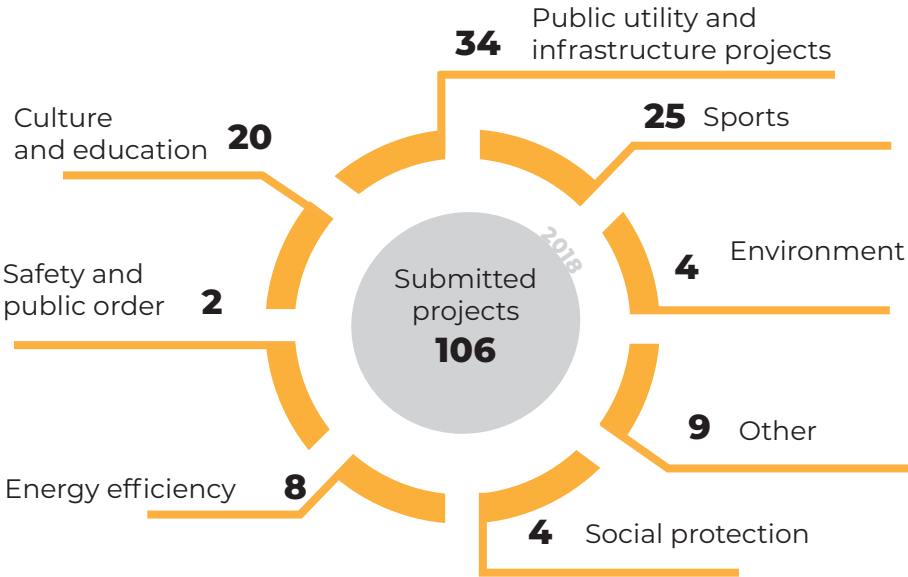 34
Public utility and
infrastructure projects
25 Sports
4 Environment
9 Other
4 Social protection
8
Energy efficiency
2
Safety and
public order
20
Culture
and education
2018
Submitted
projects
106